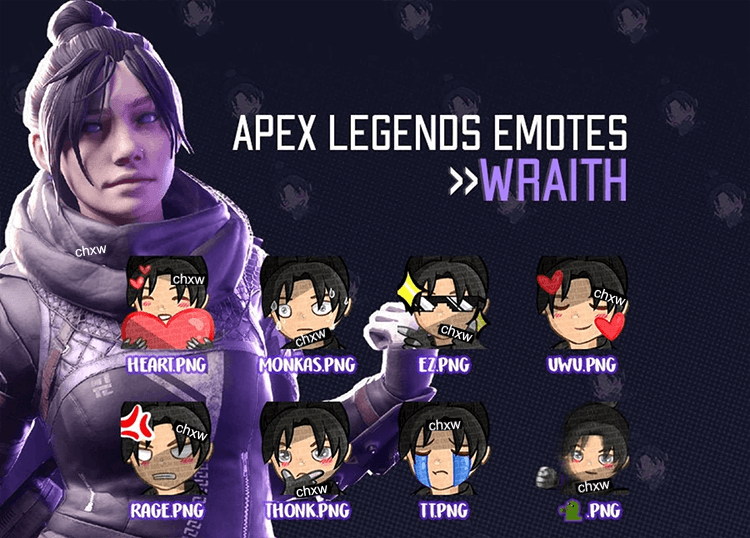 APEX LEGENDS EMOTES
>>WRAITH
chxw
chxw
chxw
chxw
chxw
HEART.PNG
MONKAS.PNG
EZ.PNG
UWU.PNG
chxw
chxw
chxw
chxw
RAGE.PNG
THONK.PNG
TT.PNG
.PNG